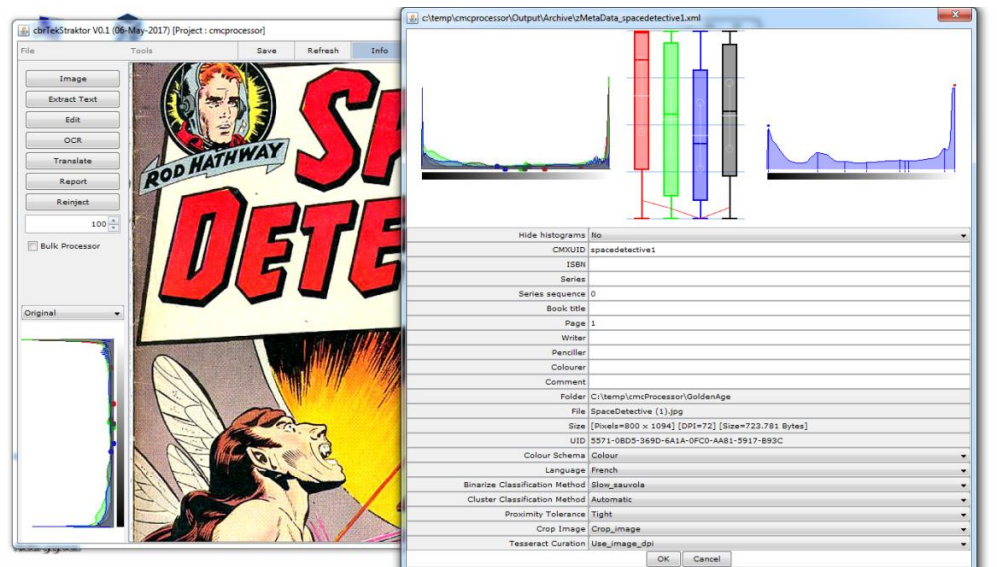 cbrTekStraktor V0.1 (06-May-2017) [Project : cmcprocessor]
File Tools Save Refresh Info
Image
Extract Text
Edit
OCR
Translate
Report
Reinject
100
Bulk Processor
Original
ROD HATHWAY
SP
DETE
c:\temp\cmcprocessor\Output\Archive\zMetaData_spacedetective1.xml
Hide histograms No
CMXUID spacedetective1
ISBN
Series
Series sequence 0
Book title
Page 1
Writer
Penciller
Colourer
Comment
Folder C:\temp\cmcProcessor\GoldenAge
File SpaceDetective (1).jpg
Size [Pixels=800 x 1094] [DPI=72] [Size=723.781 Bytes]
UID 5571-0BD5-369D-6A1A-0FC0-AA81-5917-B93C
Colour Schema Colour
Language French
Binarize Classification Method Slow_sauvola
Cluster Classification Method Automatic
Proximity Tolerance Tight
Crop Image Crop_image
Tesseract Curation Use_image_dpi
OK Cancel